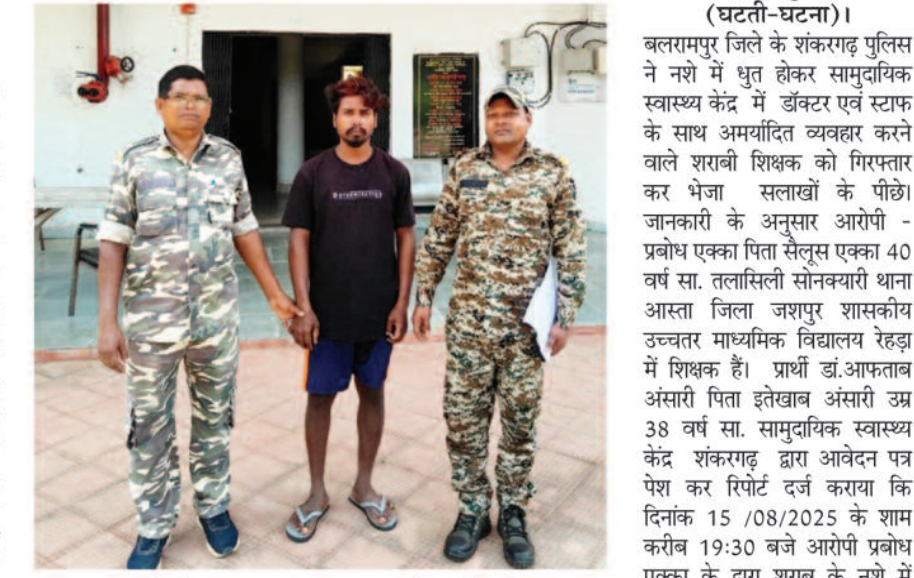 (घटती-घटना)।
बलरामपुर जिले के शंकरगढ़ पुलिस
ने नशे में धुत होकर सामुदायिक
स्वास्थ्य केंद्र में डॉक्टर एवं स्टाफ
के साथ अमर्यादित व्यवहार करने
वाले शराबी शिक्षक को गिरफ्तार
कर भेजा सलाखों के पीछे।
जानकारी के अनुसार आरोपी -
प्रबोध एक्का पिता सैलूस एक्का 40
वर्ष सा. तलासिली सोनक्यारी थाना
आस्ता जिला जशपुर शासकीय
उच्चतर माध्यमिक विद्यालय रेहड़ा
में शिक्षक हैं। प्रार्थी डां.आफताब
अंसारी पिता इतेखाब अंसारी उम्र
38 वर्ष सा. सामुदायिक स्वास्थ्य
केंद्र शंकरगढ़ द्वारा आवेदन पत्र
पेश कर रिपोर्ट दर्ज कराया कि
दिनांक 15 /08/2025 के शाम
करीब 19:30 बजे आरोपी प्रबोध
एक्का के द्वारा शराब के नशे में